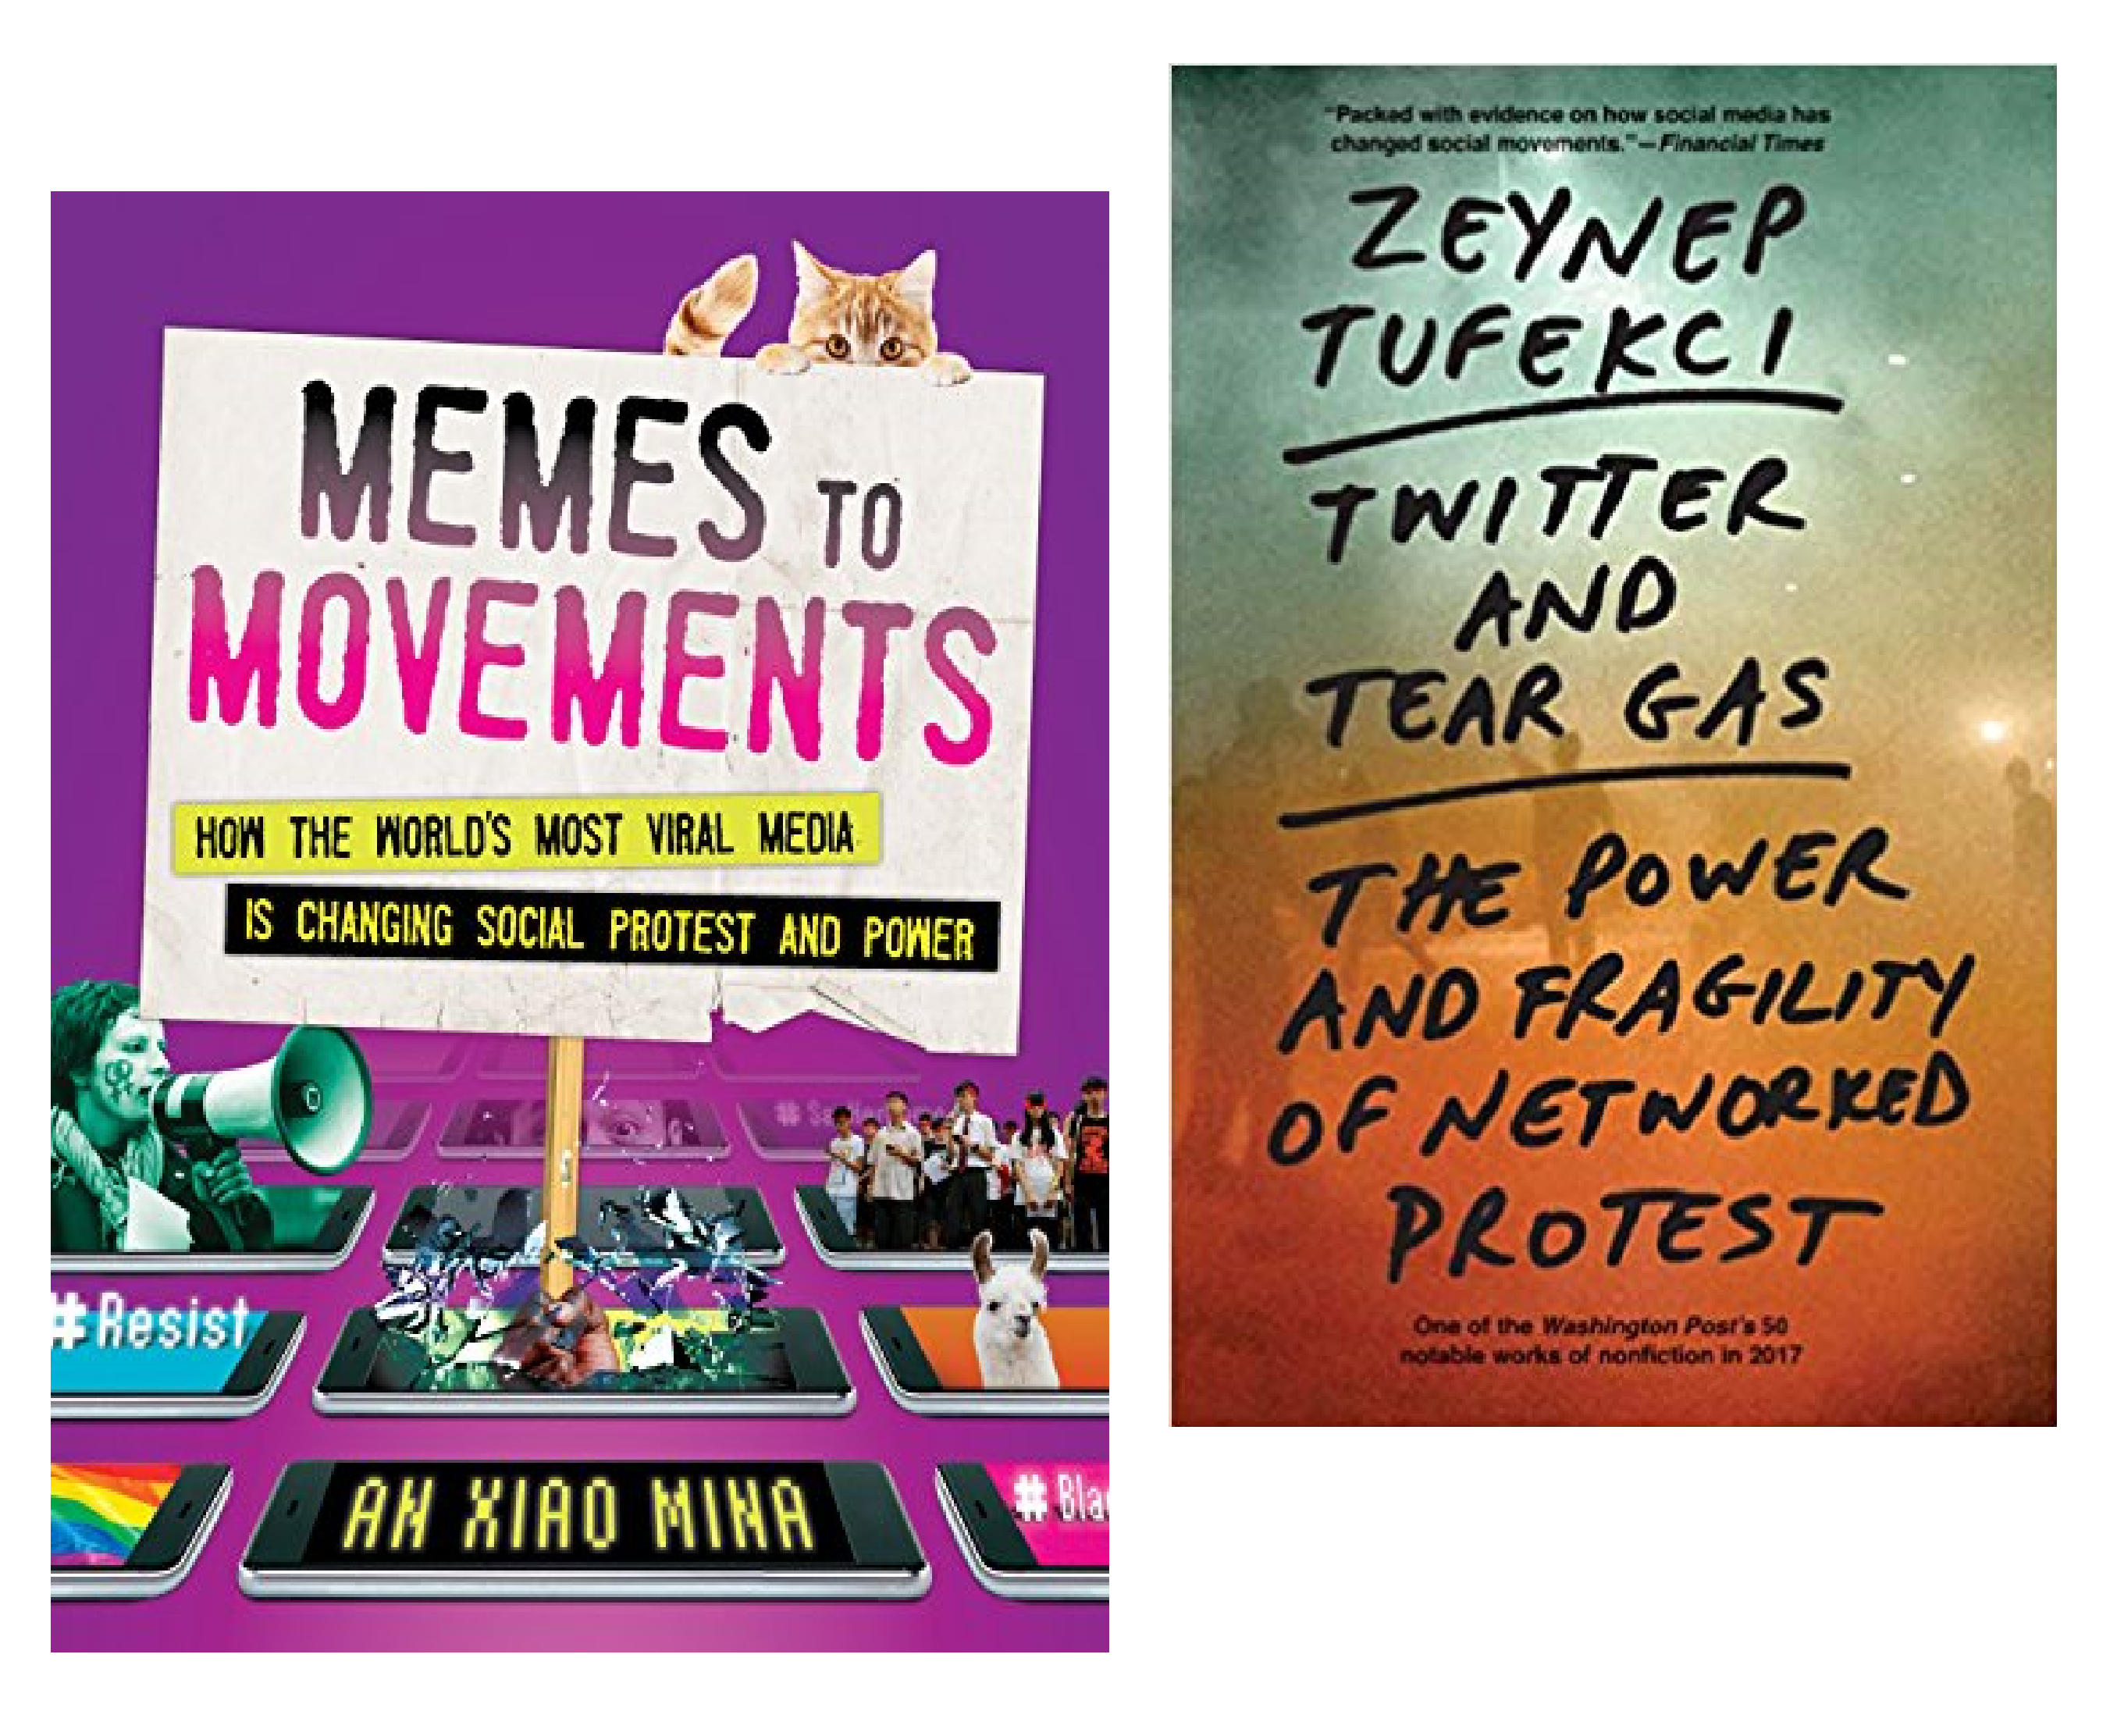 MEMES TO
MOVEMENTS
HOW THE WORLD'S MOST VIRAL MEDIA
IS CHANGING SOCIAL PROTEST AND POWER
#Resist
AN XIAO MINA
"Packed with evidence on how social media has
changed social movements."—Financial Times
ZEYNEP
TUFEKCI
TWITTER
AND
TEAR GAS
THE POWER
AND FRAGILITY
OF NETWORKED
PROTEST
One of the Washington Post's 50
notable works of nonfiction in 2017